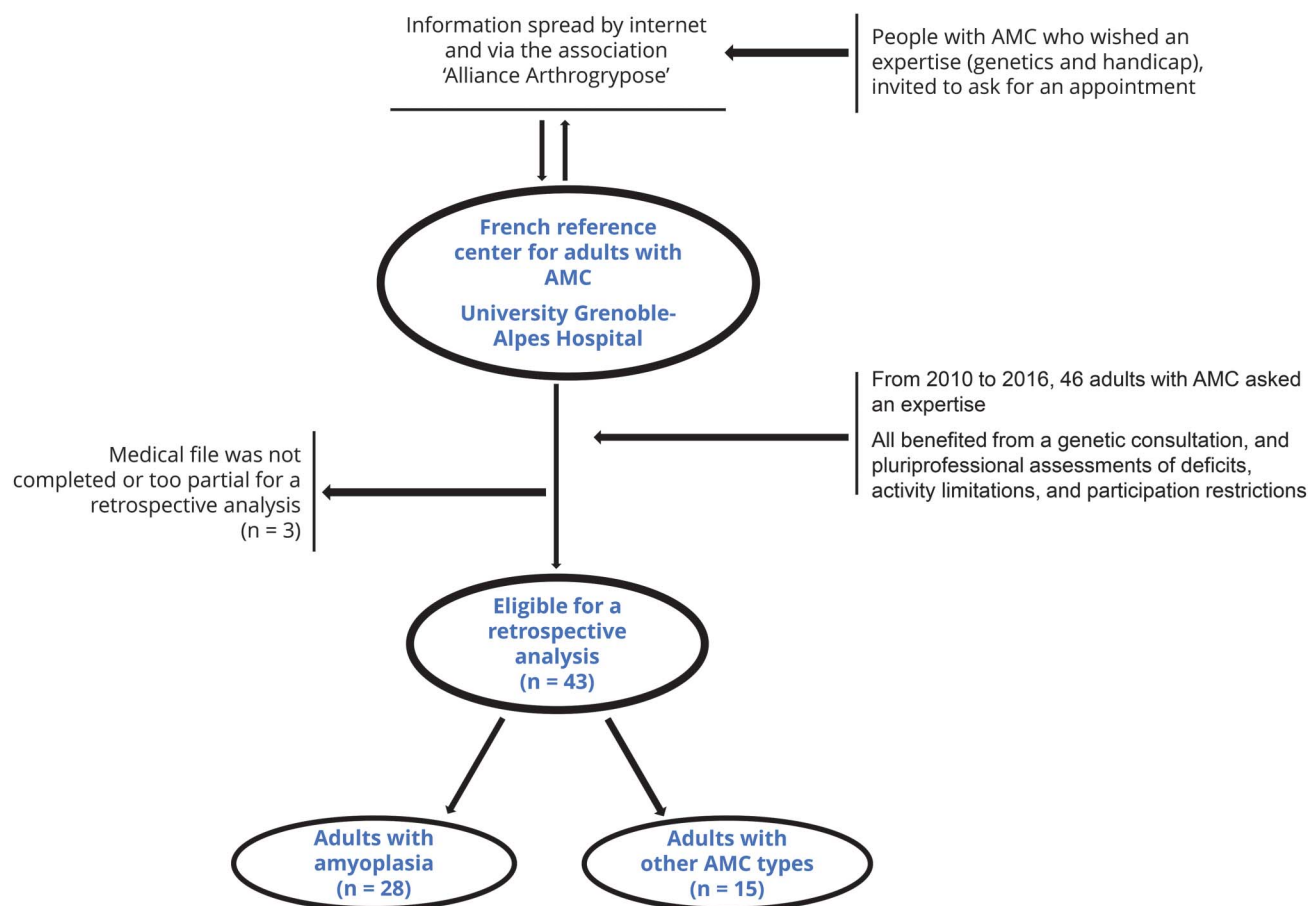 Information spread by internet
and via the association
‘Alliance Arthrogrypose’
People with AMC who wished an
expertise (genetics and handicap),
invited to ask for an appointment
French reference
center for adults with
AMC
University Grenoble-
Alpes Hospital
From 2010 to 2016, 46 adults with AMC asked
an expertise
All benefited from a genetic consultation, and
pluriprofessional assessments of deficits,
activity limitations, and participation restrictions
Medical file was not
completed or too partial for a
retrospective analysis
(n = 3)
Eligible for a
retrospective
analysis
(n = 43)
Adults with
amyoplasia
(n = 28)
Adults with
other AMC types
(n = 15)